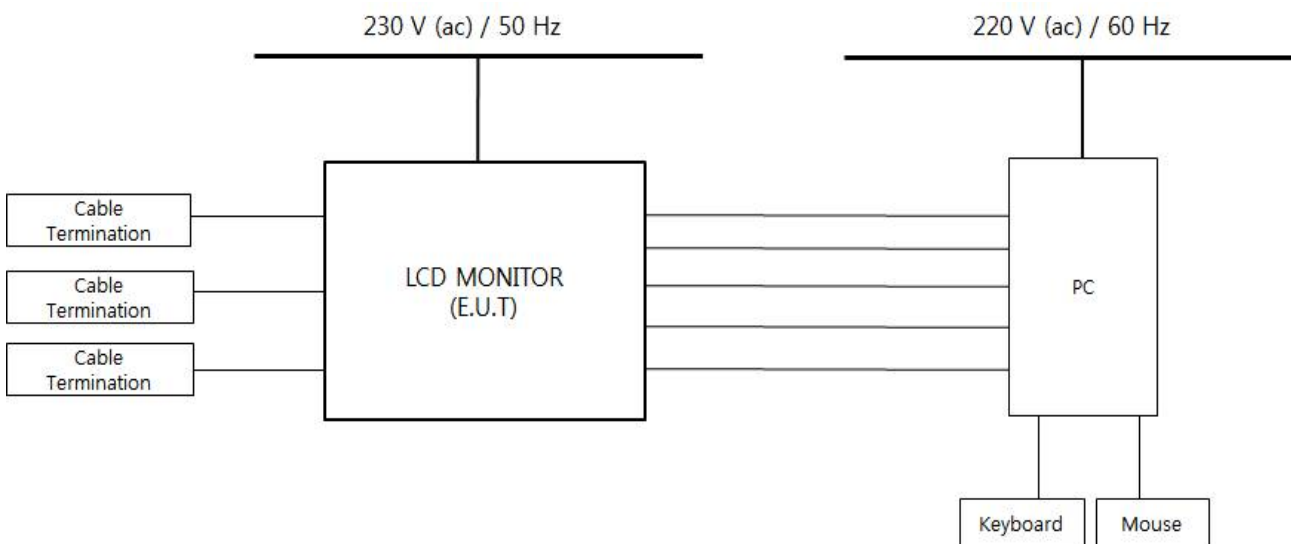 230 V (ac) / 50 Hz
220 V (ac) / 60 Hz
Cable
Termination
Cable
Termination
Cable
Termination
LCD MONITOR
(E.U.T)
PC
Keyboard
Mouse